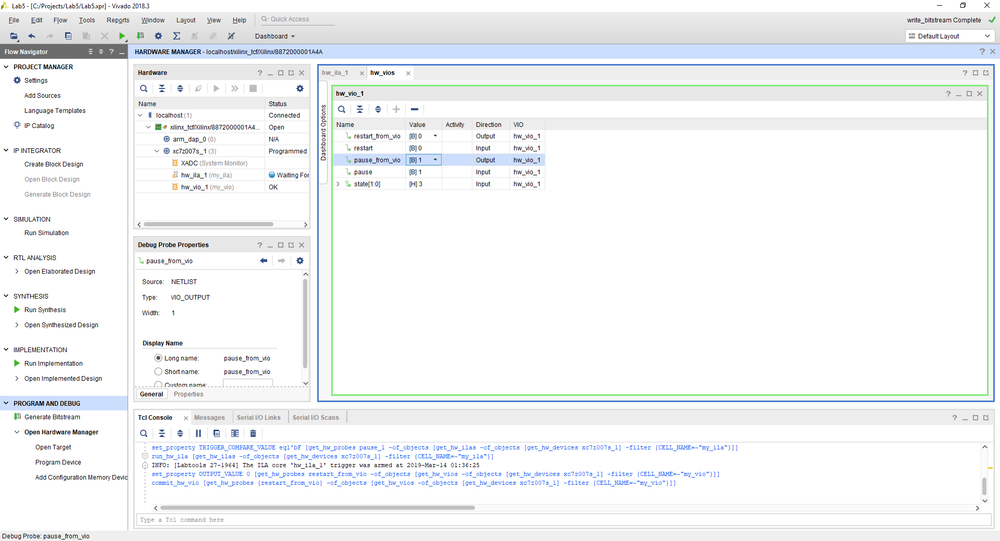 Lab5 - [C:/Projects/Lab5/Lab5.xpr] - Vivado 2018.3
File Edit Flow Tools Reports Window Layout View Help Quick Access
write_bitstream Complete
Dashboard
Default Layout
Flow Navigator
PROJECT MANAGER
Settings
Add Sources
Language Templates
IP Catalog
IP INTEGRATOR
Create Block Design
Open Block Design
Generate Block Design
SIMULATION
Run Simulation
RTL ANALYSIS
Open Elaborated Design
SYNTHESIS
Run Synthesis
Open Synthesized Design
IMPLEMENTATION
Run Implementation
Open Implemented Design
PROGRAM AND DEBUG
Generate Bitstream
Open Hardware Manager
Open Target
Program Device
Add Configuration Memory Devic
HARDWARE MANAGER - localhost/xilinx_tcf/Xilinx/8872000001A4A
Hardware
Name Status
localhost (1) Connected
xilinx_tcf/Xilinx/8872000001A4... Open
arm_dap_0 (0) N/A
xc7z007s_1 (3) Programmed
XADC (System Monitor)
hw_ila_1 (my_ila) Waiting For
hw_vio_1 (my_vio) OK
Debug Probe Properties
pause_from_vio
Source: NETLIST
Type: VIO_OUTPUT
Width: 1
Display Name
Long name: pause_from_vio
Short name: pause_from_vio
Custom name:
General Properties
hw_ila_1 hw_vios
Dashboard Options
hw_vio_1
Name Value Activity Direction VIO
restart_from_vio [B] 0 Output hw_vio_1
restart [B] 0 Input hw_vio_1
pause_from_vio [B] 1 Output hw_vio_1
pause [B] 1 Input hw_vio_1
state[1:0] [H] 3 Input hw_vio_1
Tcl Console Messages Serial I/O Links Serial I/O Scans
set_property TRIGGER_COMPARE_VALUE eq1'bF [get_hw_probes pause_1 -of_objects [get_hw_ilas -of_objects [get_hw_devices xc7z007s_1] -filter {CELL_NAME=~"my_ila"}]]
run_hw_ila [get_hw_ilas -of_objects [get_hw_devices xc7z007s_1] -filter {CELL_NAME=~"my_ila"}]
INFO: [Labtools 27-1964] The ILA core 'hw_ila_1' trigger was armed at 2019-Mar-14 01:36:25
set_property OUTPUT_VALUE 0 [get_hw_probes restart_from_vio -of_objects [get_hw_vios -of_objects [get_hw_devices xc7z007s_1] -filter {CELL_NAME=~"my_vio"}]]
commit_hw_vio [get_hw_probes {restart_from_vio} -of_objects [get_hw_vios -of_objects [get_hw_devices xc7z007s_1] -filter {CELL_NAME=~"my_vio"}]]
Type a Tcl command here
Debug Probe: pause_from_vio